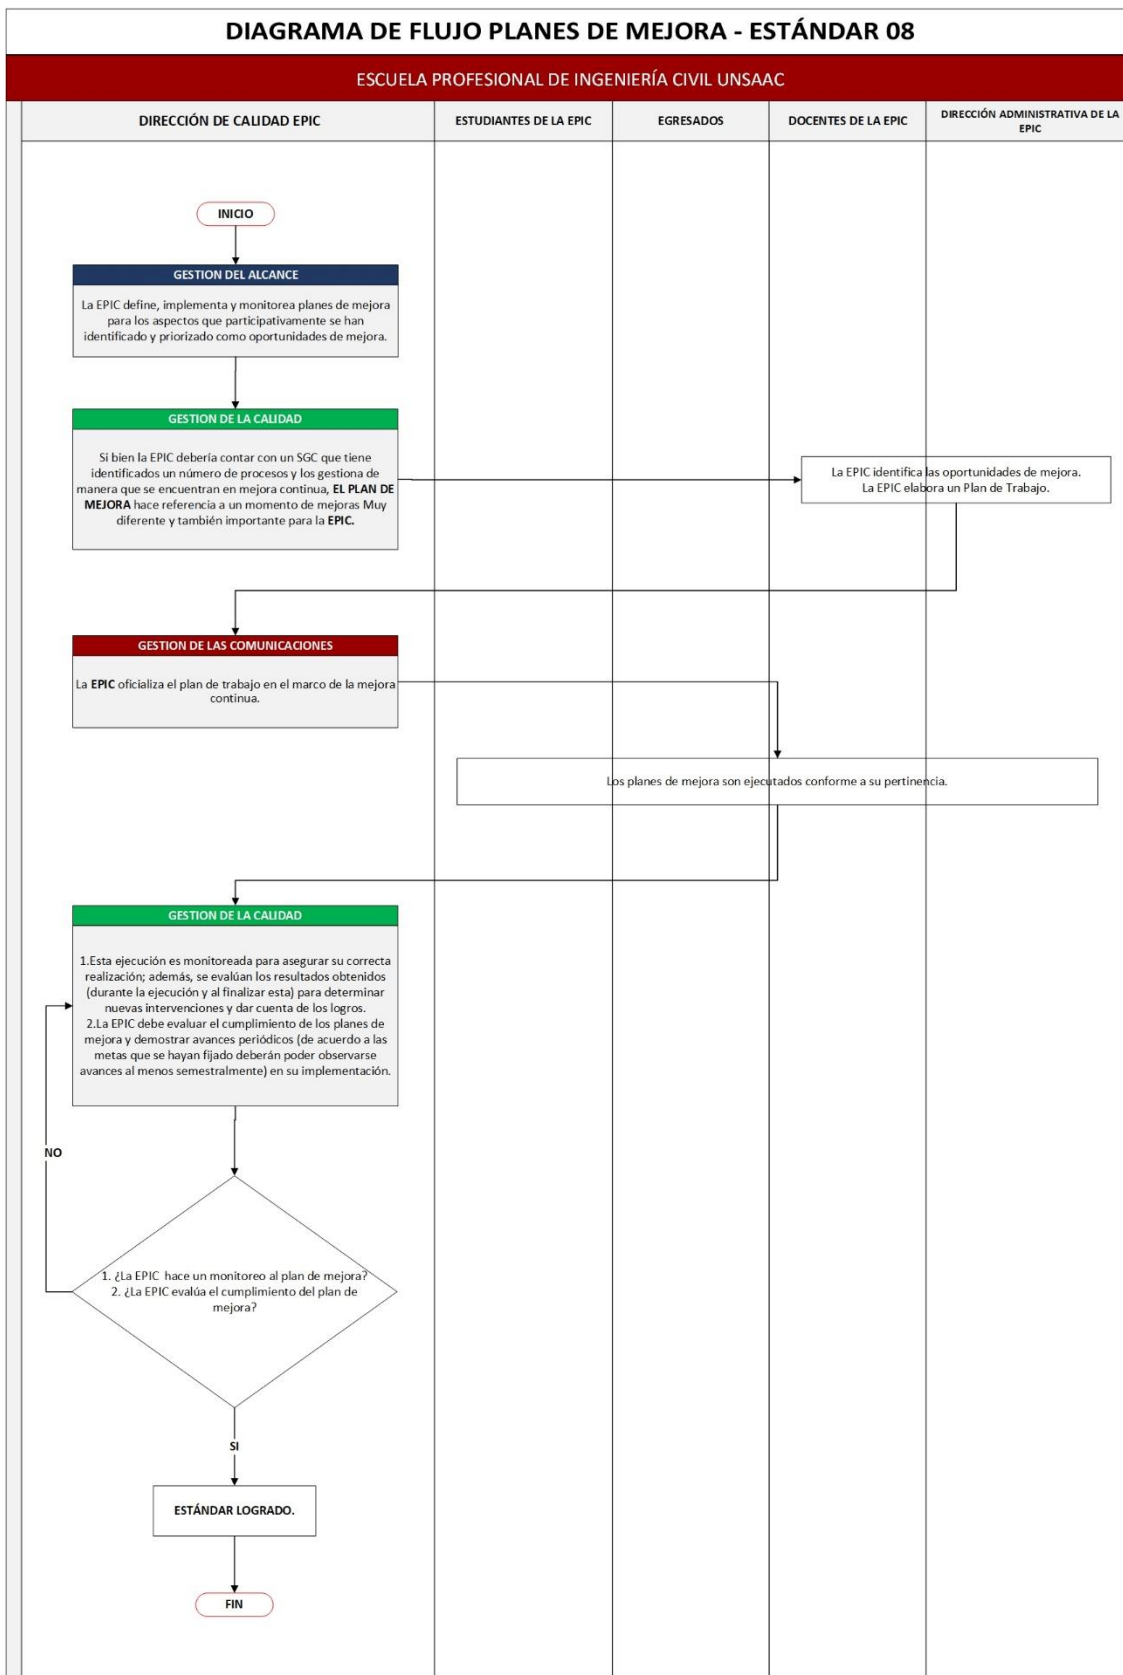 DIAGRAMA DE FLUJO PLANES DE MEJORA - ESTÁNDAR 08
ESCUELA PROFESIONAL DE INGENIERÍA CIVIL UNSAAC
DIRECCIÓN DE CALIDAD EPIC
ESTUDIANTES DE LA EPIC
EGRESADOS
DOCENTES DE LA EPIC
DIRECCIÓN ADMINISTRATIVA DE LA
EPIC
INICIO
GESTION DEL ALCANCE
La EPIC define, implementa y monitorea planes de mejora
para los aspectos que participativamente se han
identificado y priorizado como oportunidades de mejora.
GESTION DE LA CALIDAD
Si bien la EPIC debería contar con un SGC que tiene
identificados un número de procesos y los gestiona de
manera que se encuentran en mejora continua, EL PLAN DE
MEJORA hace referencia a un momento de mejoras Muy
diferente y también importante para la EPIC.
La EPIC identifica las oportunidades de mejora.
La EPIC elabora un Plan de Trabajo.
GESTION DE LAS COMUNICACIONES
La EPIC oficializa el plan de trabajo en el marco de la mejora
continua.
Los planes de mejora son ejecutados conforme a su pertinencia.
GESTION DE LA CALIDAD
1.Esta ejecución es monitoreada para asegurar su correcta
realización; además, se evalúan los resultados obtenidos
(durante la ejecución y al finalizar esta) para determinar
nuevas intervenciones y dar cuenta de los logros.
2.La EPIC debe evaluar el cumplimiento de los planes de
mejora y demostrar avances periódicos (de acuerdo a las
metas que se hayan fijado deberán poder observarse
avances al menos semestralmente) en su implementación.
NO
1. ¿La EPIC hace un monitoreo al plan de mejora?
2. ¿La EPIC evalúa el cumplimiento del plan de
mejora?
SI
ESTÁNDAR LOGRADO.
FIN